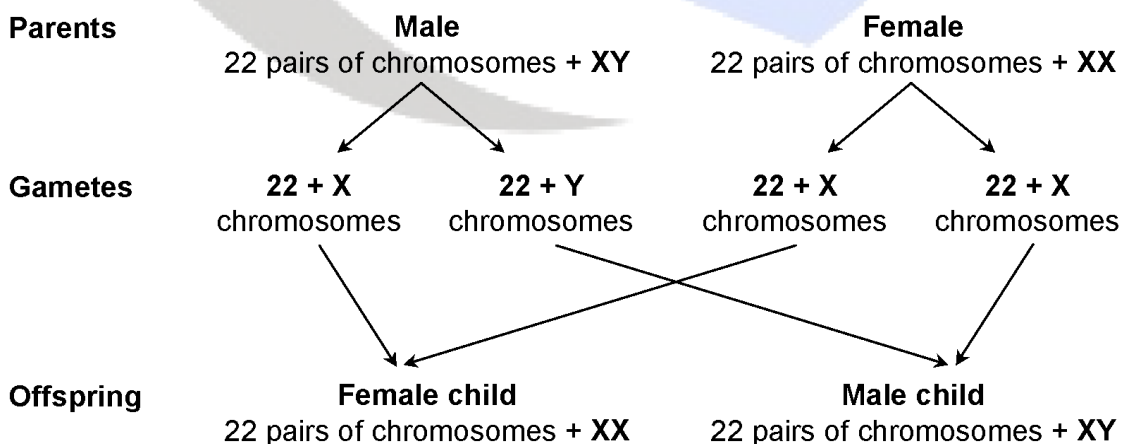 Parents Male Female
22 pairs of chromosomes + XY 22 pairs of chromosomes + XX
Gametes 22 + X 22 + Y 22 + X 22 + X
chromosomes chromosomes chromosomes chromosomes
Offspring Female child Male child
22 pairs of chromosomes + XX 22 pairs of chromosomes + XY